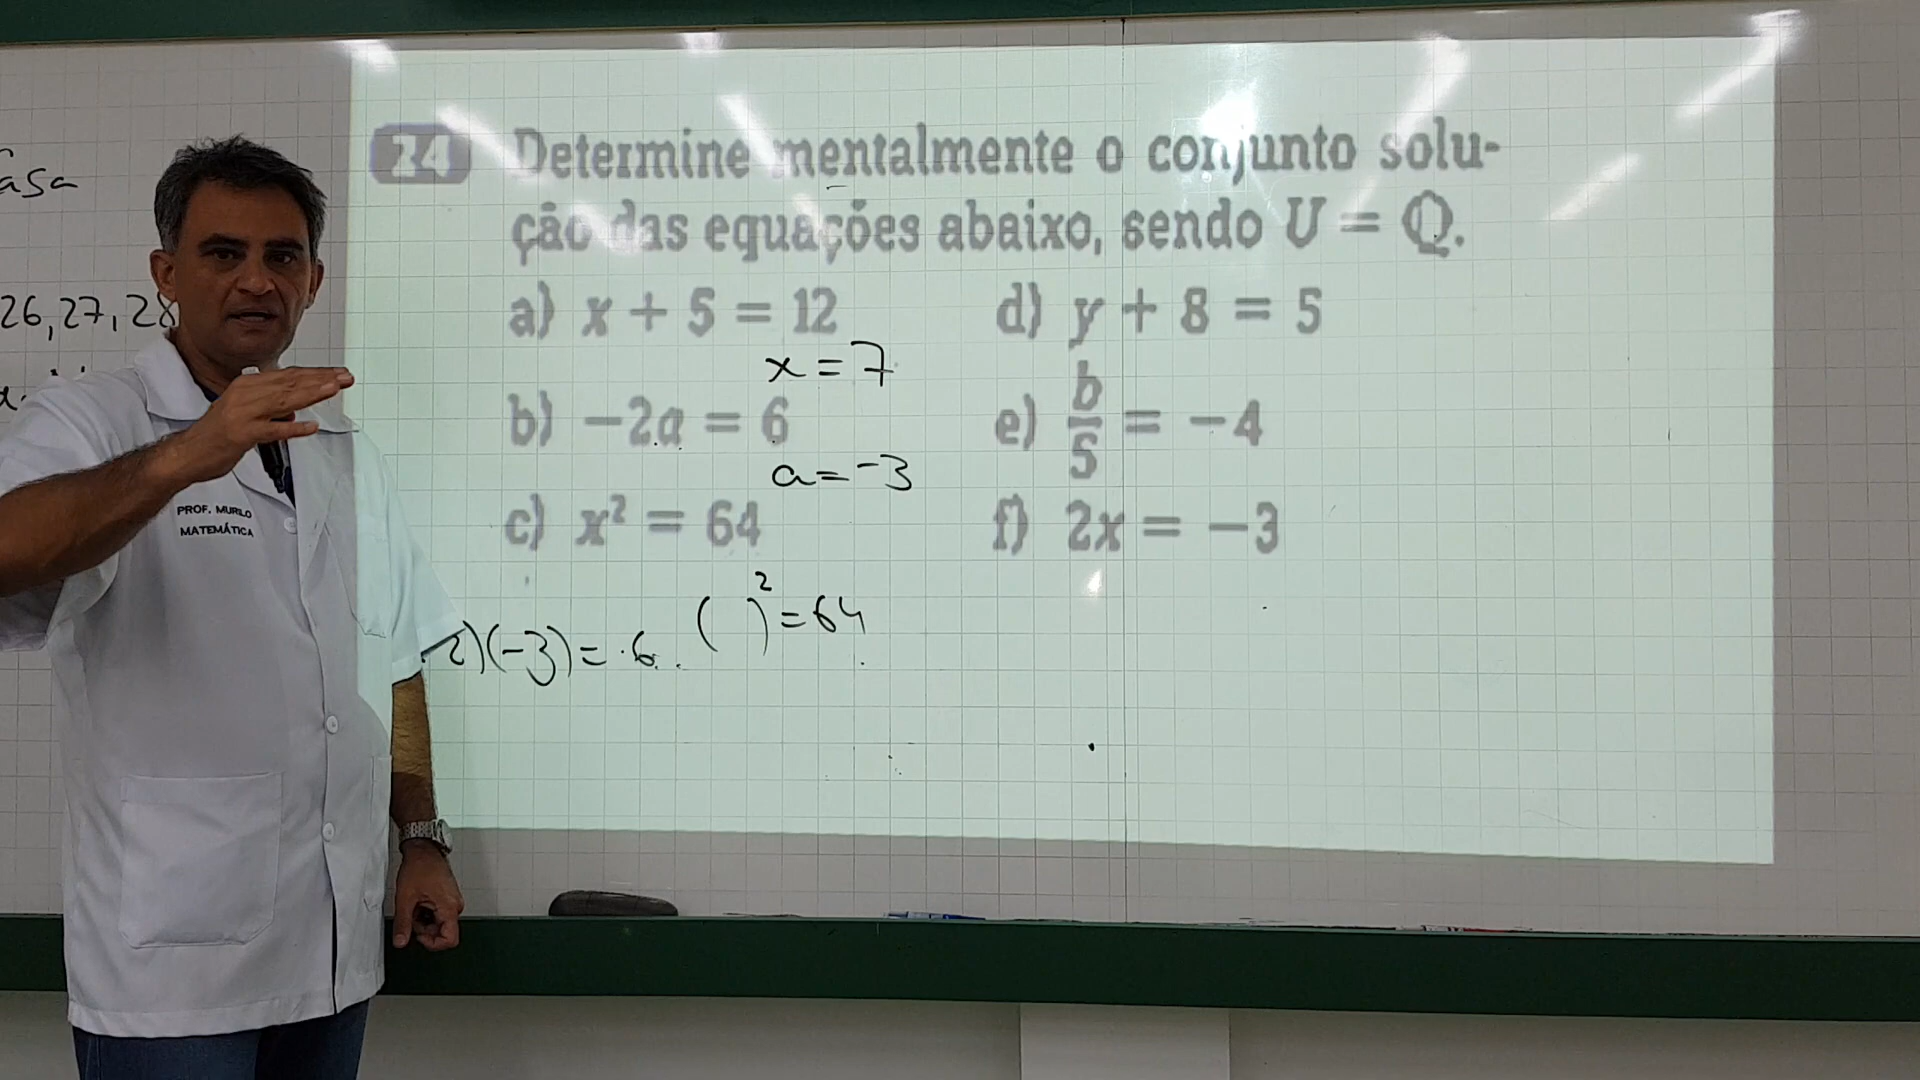 asa
26, 27, 28
PROF. MURILO
MATEMÁTICA
24 Determine mentalmente o conjunto solu-
ção das equações abaixo, sendo U = Q.
a) x + 5 = 12
x = 7
b) -2a = 6
a = -3
c) x² = 64
d) y + 8 = 5
e) b/5 = -4
f) 2x = -3
2)(-3) = 6
( )² = 64